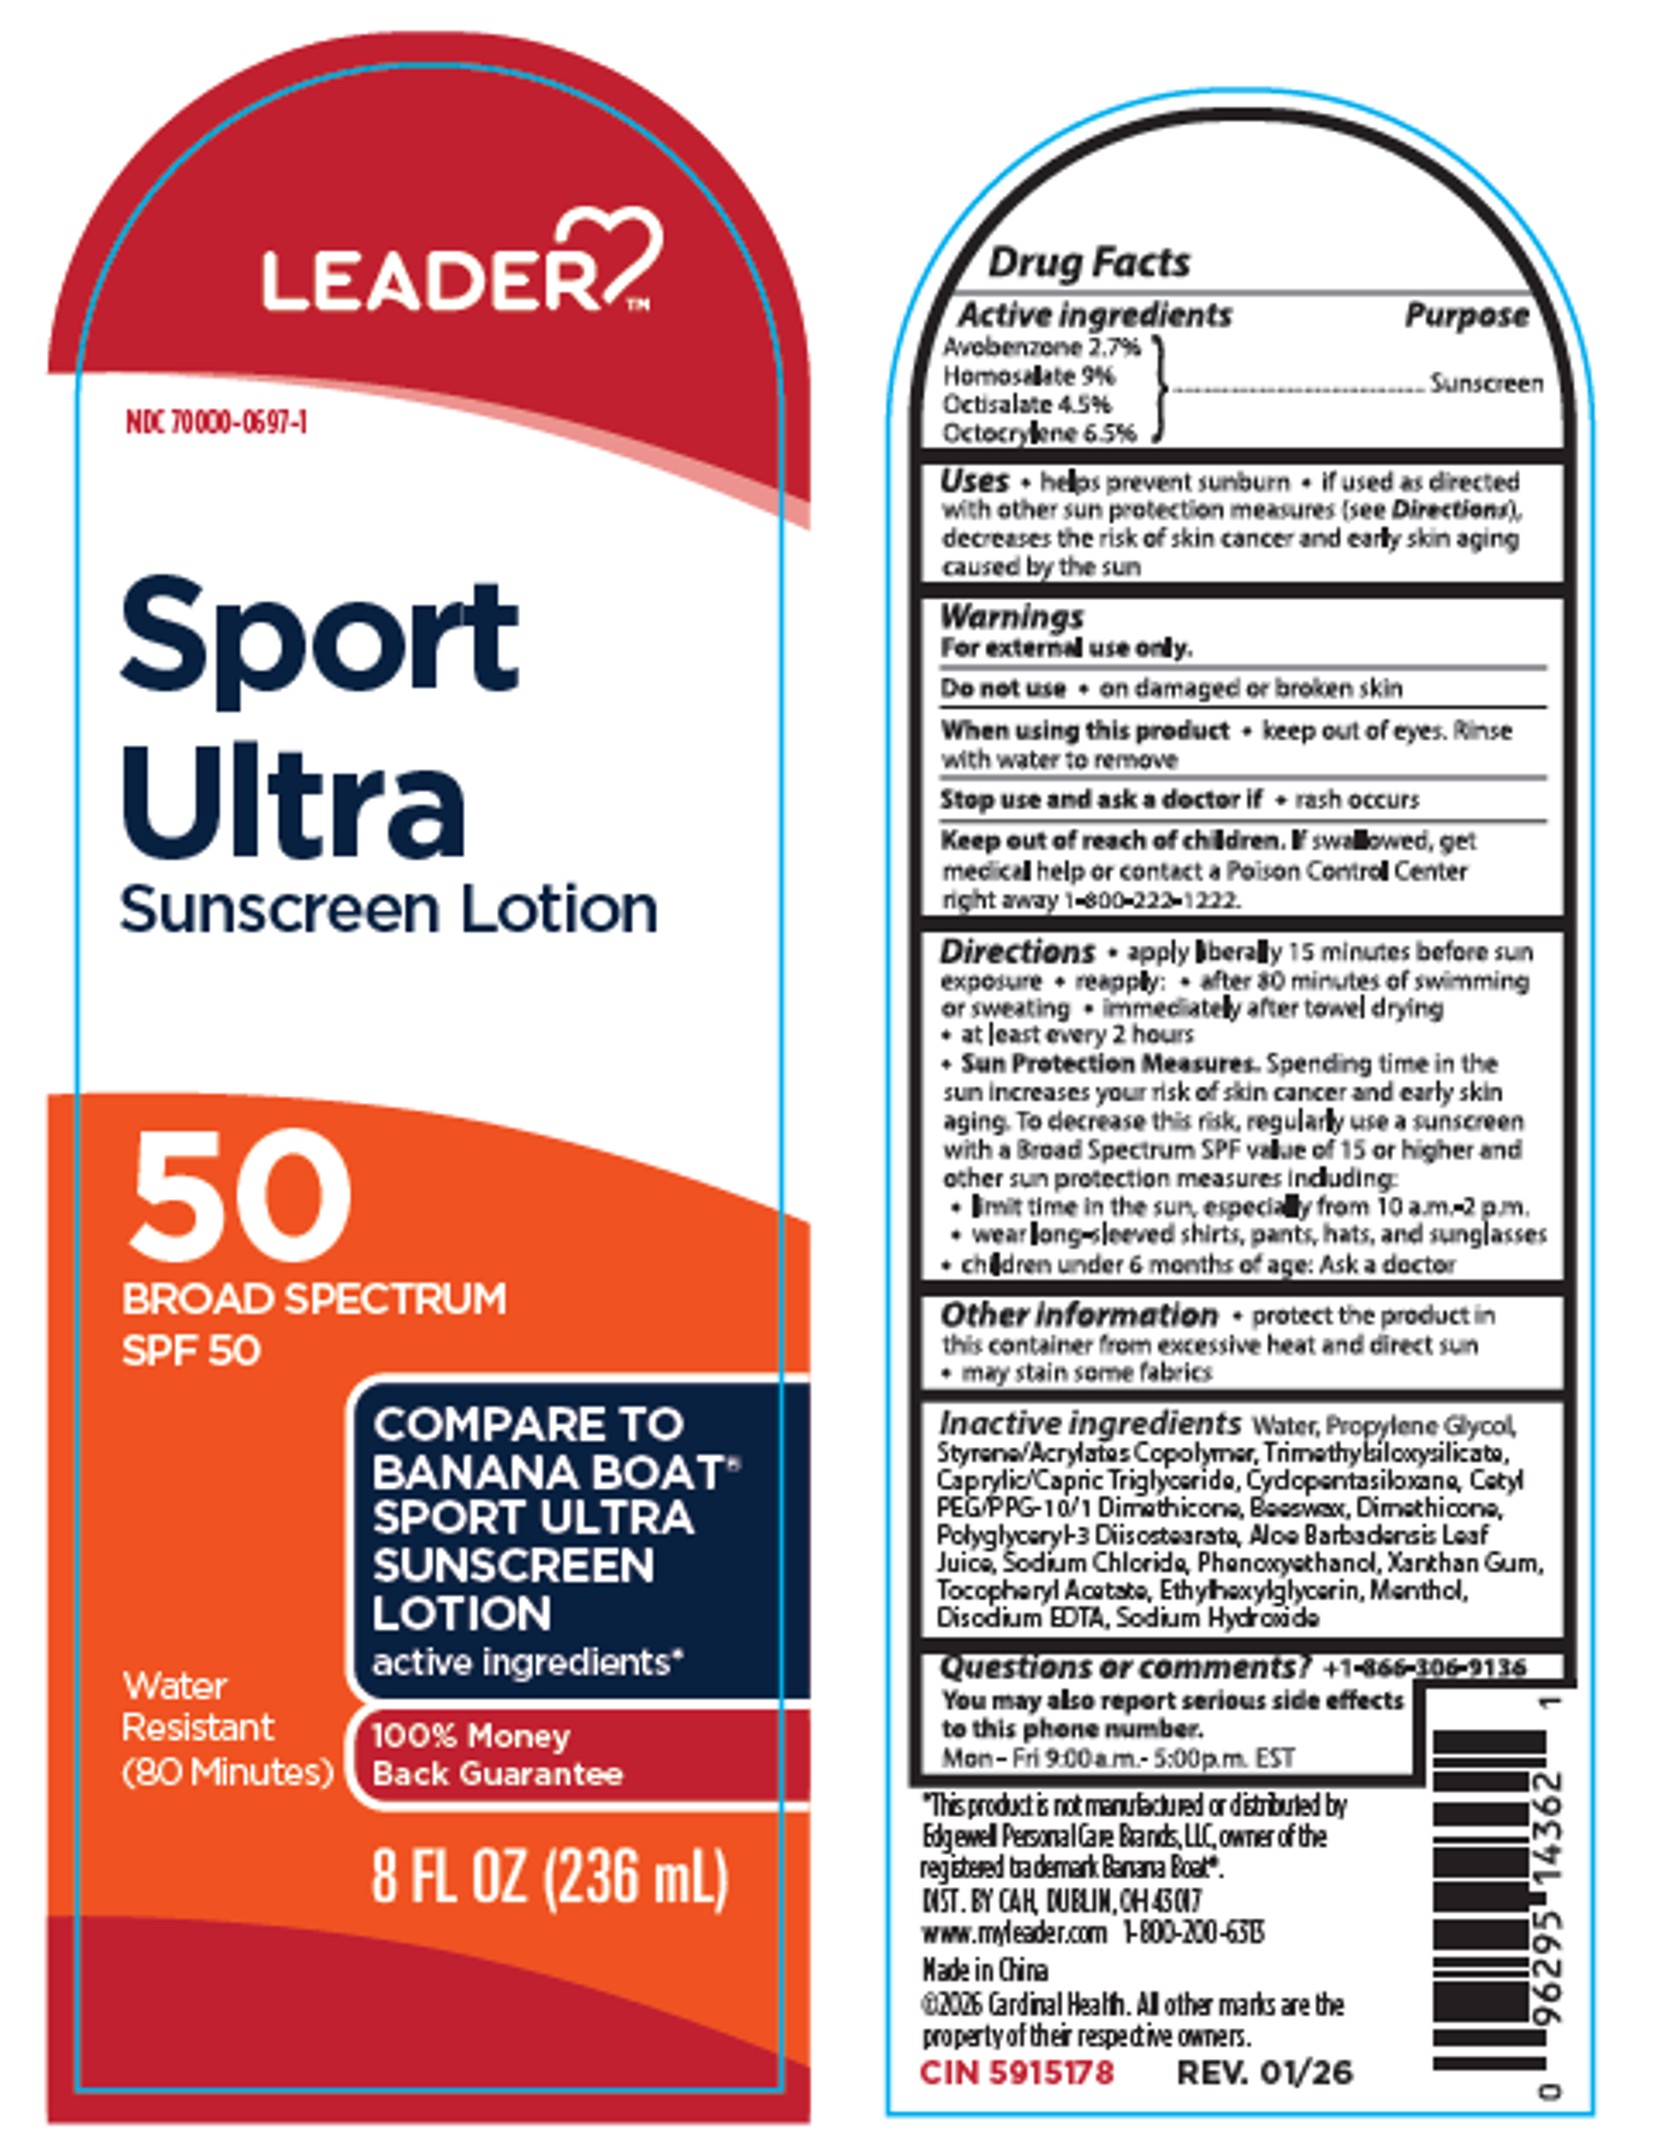 LEADER™
NDC 70000-0697-1
Sport
Ultra
Sunscreen Lotion
50
BROAD SPECTRUM
SPF 50
COMPARE TO
BANANA BOAT®
SPORT ULTRA
SUNSCREEN
LOTION
active ingredients*
Water
Resistant
(80 Minutes)
100% Money
Back Guarantee
8 FL OZ (236 mL)
Drug Facts
Active ingredients Purpose
Avobenzone 2.7%
Homosalate 9%
Sunscreen
Octisalate 4.5%
Octocrylene 6.5%
Uses • helps prevent sunburn • if used as directed
with other sun protection measures (see Directions),
decreases the risk of skin cancer and early skin aging
caused by the sun
Warnings
For external use only.
Do not use • on damaged or broken skin
When using this product • keep out of eyes. Rinse
with water to remove
Stop use and ask a doctor if • rash occurs
Keep out of reach of children. If swallowed, get
medical help or contact a Poison Control Center
right away 1-800-222-1222.
Directions • apply liberally 15 minutes before sun
exposure • reapply: • after 80 minutes of swimming
or sweating • immediately after towel drying
• at least every 2 hours
• Sun Protection Measures. Spending time in the
sun increases your risk of skin cancer and early skin
aging. To decrease this risk, regularly use a sunscreen
with a Broad Spectrum SPF value of 15 or higher and
other sun protection measures including:
• limit time in the sun, especially from 10 a.m.-2 p.m.
• wear long-sleeved shirts, pants, hats, and sunglasses
• children under 6 months of age: Ask a doctor
Other information • protect the product in
this container from excessive heat and direct sun
• may stain some fabrics
Inactive ingredients Water, Propylene Glycol,
Styrene/Acrylates Copolymer, Trimethylsiloxysilicate,
Caprylic/Capric Triglyceride, Cyclopentasiloxane, Cetyl
PEG/PPG-10/1 Dimethicone, Beeswax, Dimethicone,
Polyglyceryl-3 Diisostearate, Aloe Barbadensis Leaf
Juice, Sodium Chloride, Phenoxyethanol, Xanthan Gum,
Tocopheryl Acetate, Ethylhexylglycerin, Menthol,
Disodium EDTA, Sodium Hydroxide
Questions or comments? +1-866-306-9136
You may also report serious side effects
to this phone number.
Mon - Fri 9:00a.m.- 5:00p.m. EST
*This product is not manufactured or distributed by
Edgewell Personal Care Brands, LLC, owner of the
registered trademark Banana Boat®.
DIST. BY CAH, DUBLIN, OH 43017
www.myleader.com 1-800-200-6313
Made in China
©2026 Cardinal Health. All other marks are the
property of their respective owners.
CIN 5915178 REV. 01/26
0 96295 14362 1